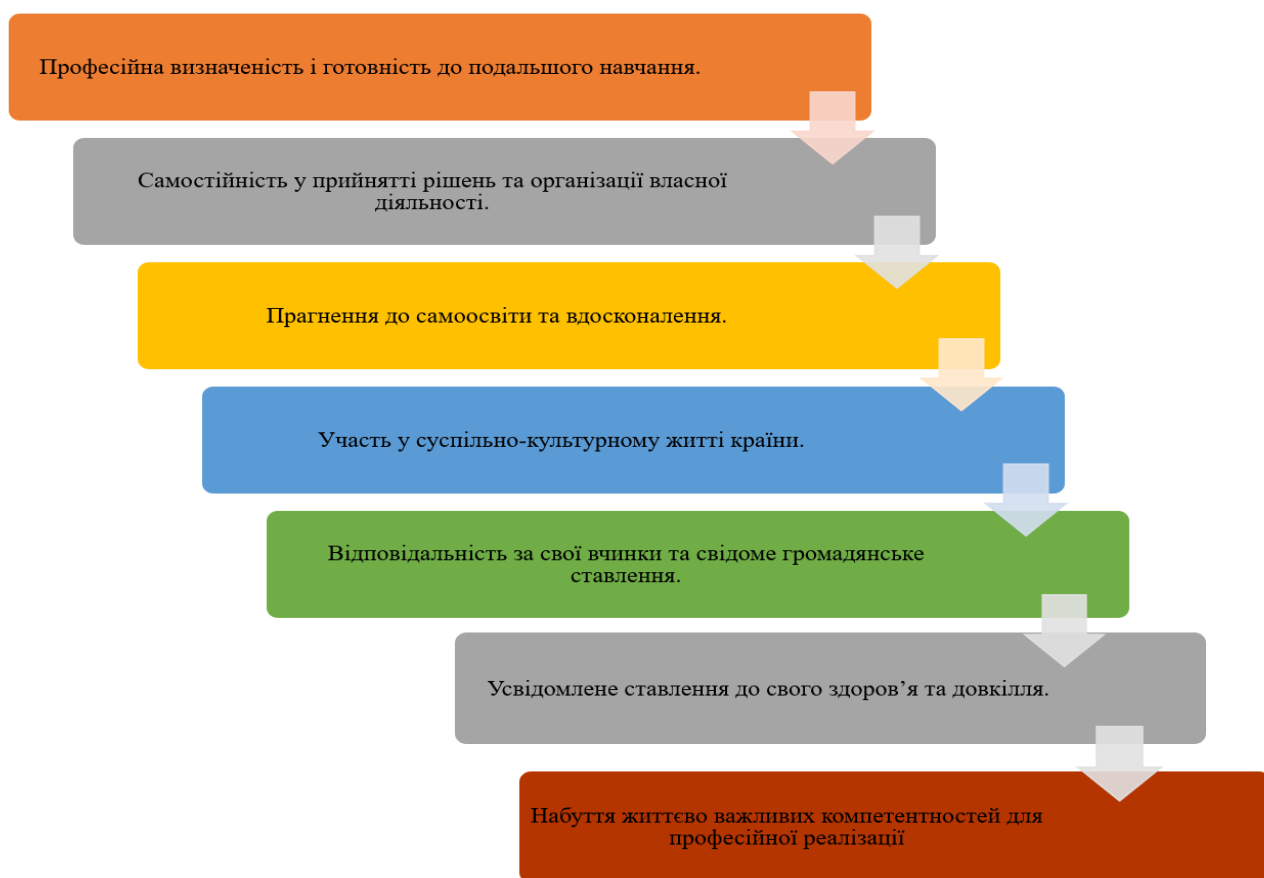 Професійна визначеність і готовність до подальшого навчання.
Самостійність у прийнятті рішень та організації власної
діяльності.
Прагнення до самоосвіти та вдосконалення.
Участь у суспільно-культурному житті країни.
Відповідальність за свої вчинки та свідоме громадянське
ставлення.
Усвідомлене ставлення до свого здоров’я та довкілля.
Набуття життєво важливих компетентностей для
професійної реалізації